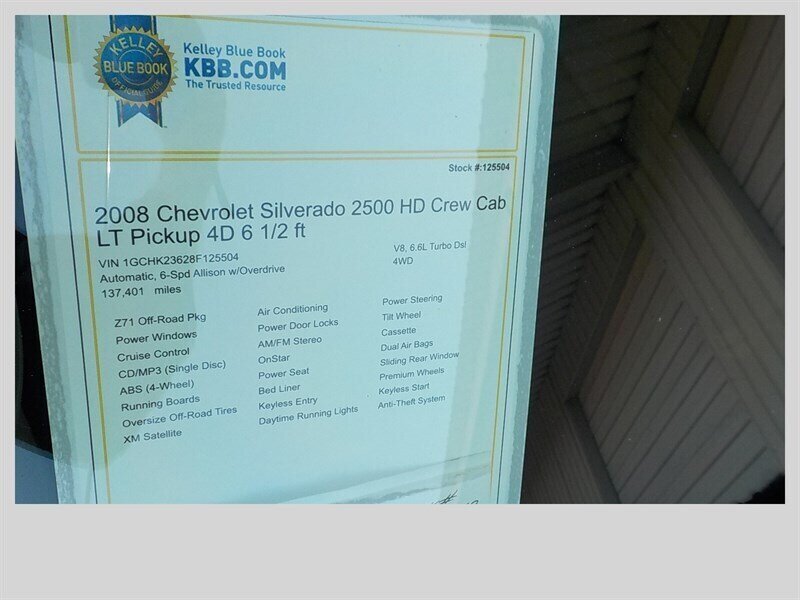 KELLEY
BLUE BOOK
OFFICIAL GUIDE
Kelley Blue Book
KBB.COM
The Trusted Resource
Stock #:125504
2008 Chevrolet Silverado 2500 HD Crew Cab
LT Pickup 4D 6 1/2 ft
VIN 1GCHK23628F125504
V8, 6.6L Turbo Dsl
Automatic, 6-Spd Allison w/Overdrive
4WD
137,401 miles
Z71 Off-Road Pkg
Air Conditioning
Power Steering
Power Windows
Power Door Locks
Tilt Wheel
Cruise Control
AM/FM Stereo
Cassette
CD/MP3 (Single Disc)
OnStar
Dual Air Bags
ABS (4-Wheel)
Power Seat
Sliding Rear Window
Running Boards
Bed Liner
Premium Wheels
Oversize Off-Road Tires
Keyless Entry
Keyless Start
XM Satellite
Daytime Running Lights
Anti-Theft System